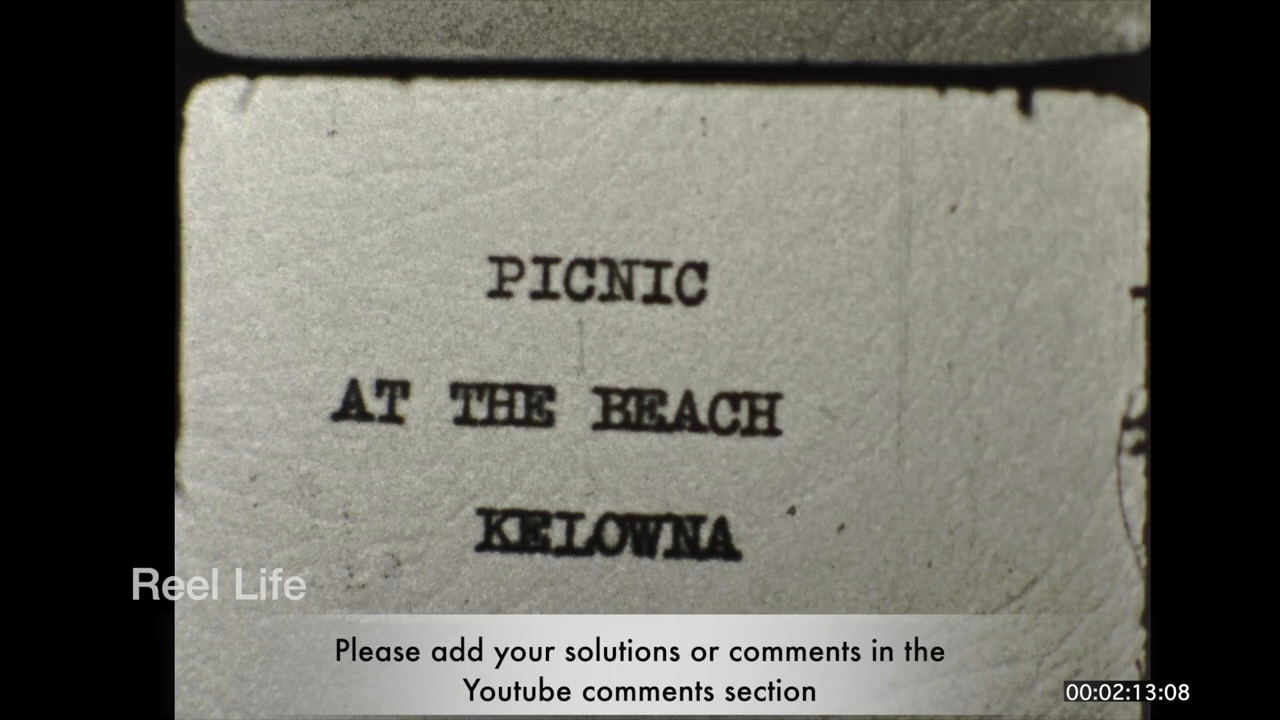 PICNIC
AT THE BEACH
KELOWNA
Reel Life
Please add your solutions or comments in the
Youtube comments section
00:02:13:08